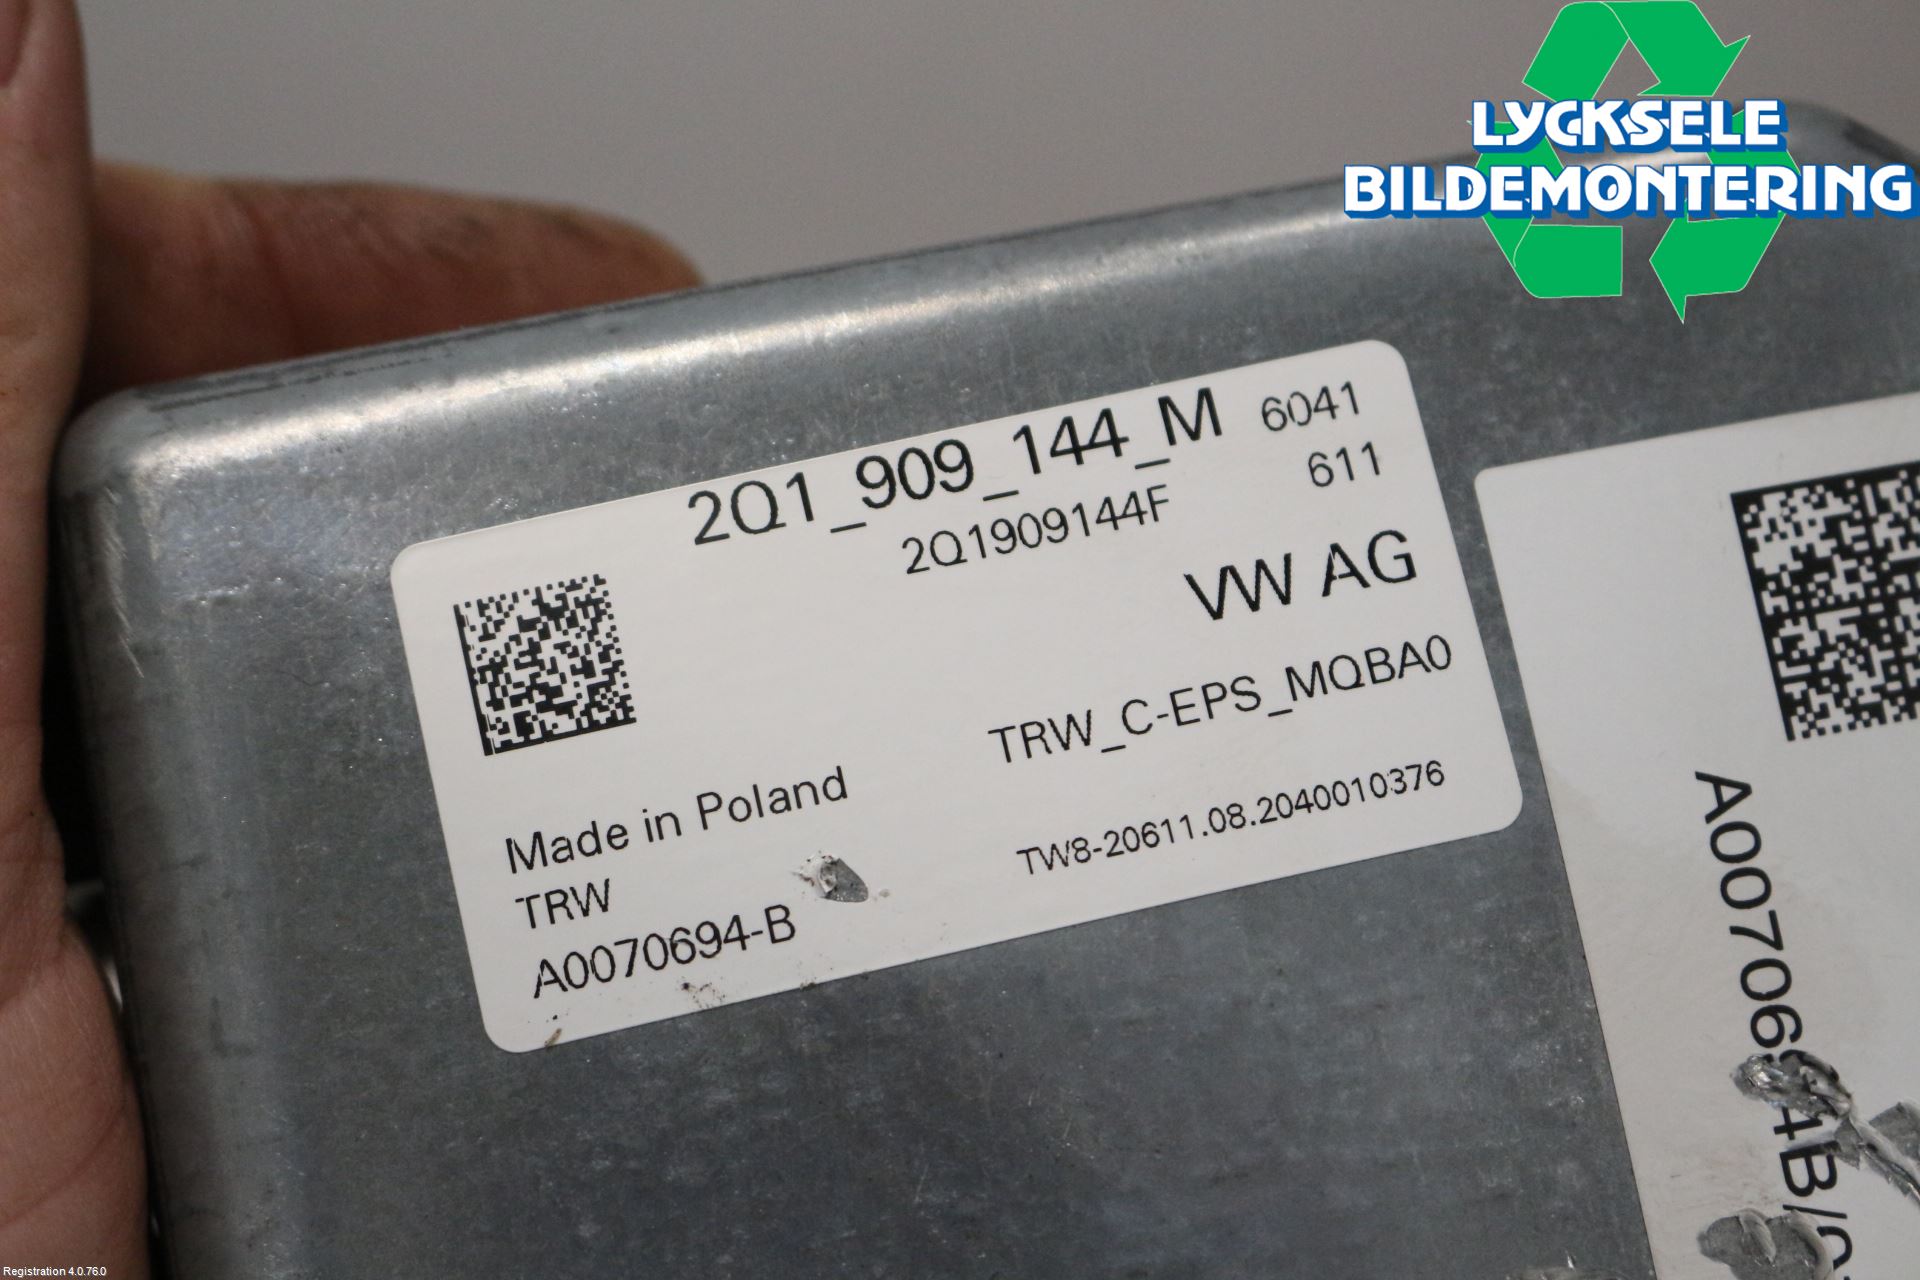 LYCKSELE
BILDEMONTERING
2Q1_909_144_M 6041
2Q1909144F 611
VW AG
TRW_C-EPS_MQBA0
Made in Poland
TRW
TW8-20611.08.2040010376
A0070694-B
Registration 4.0.76.0